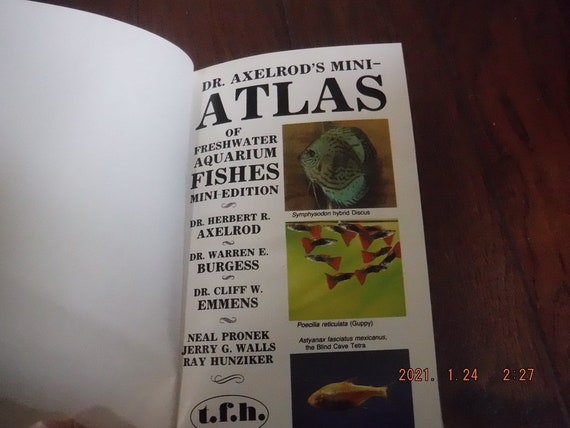 DR. AXELROD'S MINI-
ATLAS
OF
FRESHWATER
AQUARIUM
FISHES
MINI-EDITION
DR. HERBERT R.
AXELROD
DR. WARREN E.
BURGESS
DR. CLIFF W.
EMMENS
NEAL PRONEK
JERRY G. WALLS
RAY HUNZIKER
t.f.h.
Symphysodon hybrid Discus
Poecilia reticulata (Guppy)
Astyanax fasciatus mexicanus,
the Blind Cave Tetra
2021. 1.24 2:27